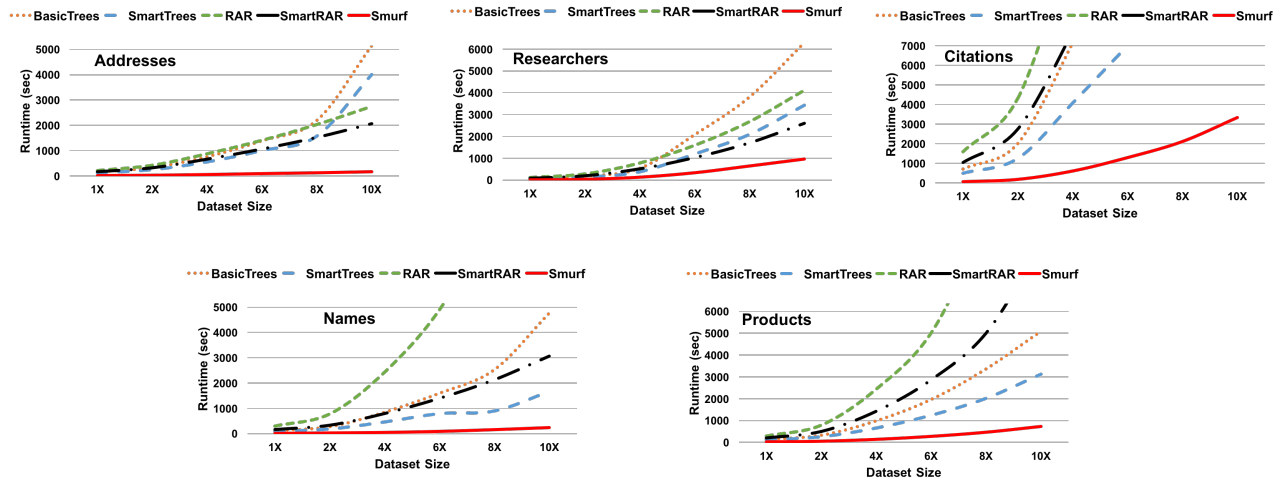 BasicTrees SmartTrees RAR SmartRAR Smurf
Addresses
Runtime (sec)
5000
4000
3000
2000
1000
0
1X 2X 4X 6X 8X 10X
Dataset Size
BasicTrees SmartTrees RAR SmartRAR Smurf
Researchers
Runtime (sec)
6000
5000
4000
3000
2000
1000
0
1X 2X 4X 6X 8X 10X
Dataset Size
BasicTrees SmartTrees RAR SmartRAR Smurf
Citations
Runtime (sec)
7000
6000
5000
4000
3000
2000
1000
0
1X 2X 4X 6X 8X 10X
Dataset Size
BasicTrees SmartTrees RAR SmartRAR Smurf
Names
Runtime (sec)
5000
4000
3000
2000
1000
0
1X 2X 4X 6X 8X 10X
Dataset Size
BasicTrees SmartTrees RAR SmartRAR Smurf
Products
Runtime (sec)
6000
5000
4000
3000
2000
1000
0
1X 2X 4X 6X 8X 10X
Dataset Size